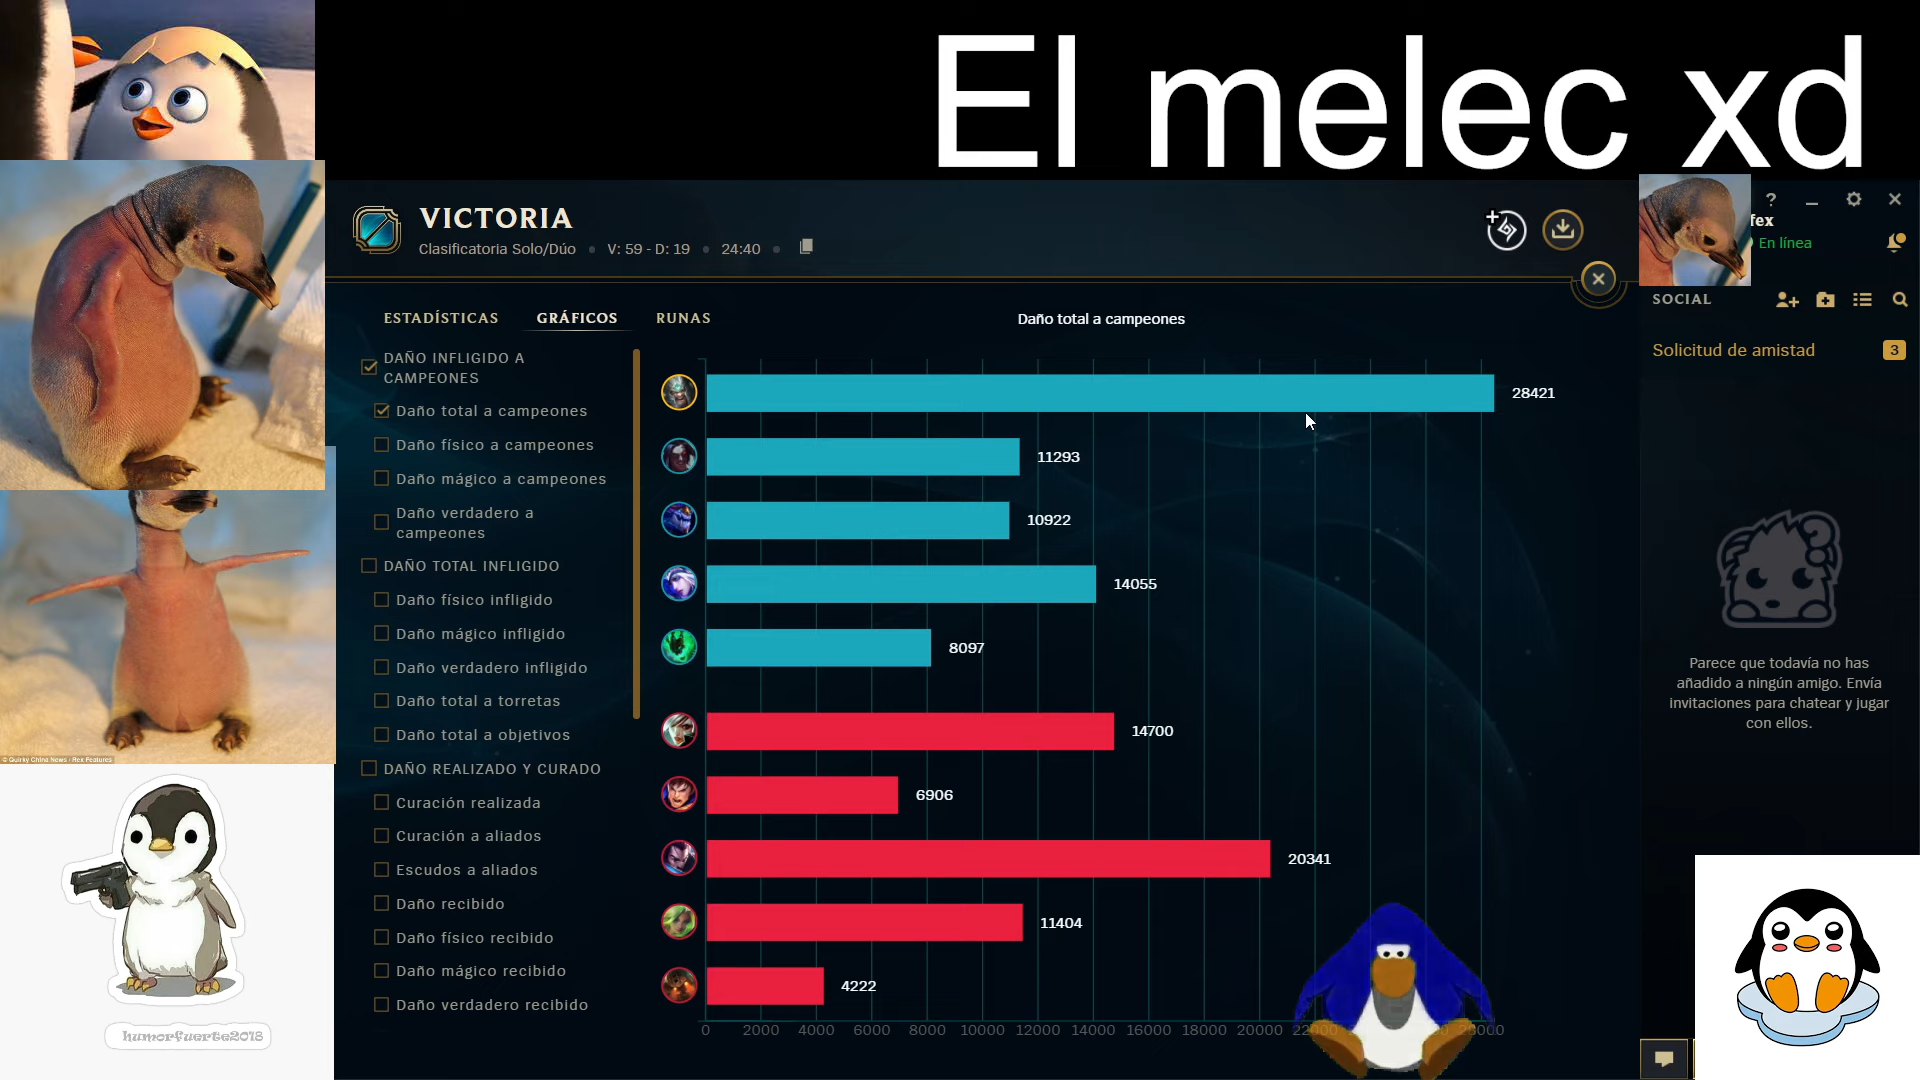 El melec xd
VICTORIA
Clasificatoria Solo/Dúo • V: 59 - D: 19 • 24:40 •
?
fex
En línea
SOCIAL
Solicitud de amistad 3
Parece que todavía no has
añadido a ningún amigo. Envía
invitaciones para chatear y jugar
con ellos.
ESTADÍSTICAS GRÁFICOS RUNAS
Daño total a campeones
DAÑO INFLIGIDO A
CAMPEONES
Daño total a campeones
Daño físico a campeones
Daño mágico a campeones
Daño verdadero a
campeones
DAÑO TOTAL INFLIGIDO
Daño físico infligido
Daño mágico infligido
Daño verdadero infligido
Daño total a torretas
Daño total a objetivos
DAÑO REALIZADO Y CURADO
Curación realizada
Curación a aliados
Escudos a aliados
Daño recibido
Daño físico recibido
Daño mágico recibido
Daño verdadero recibido
28421
11293
10922
14055
8097
14700
6906
20341
11404
4222
0 2000 4000 6000 8000 10000 12000 14000 16000 18000 20000 22000
© Quirky China News - Rex Features
humorfuerte2018